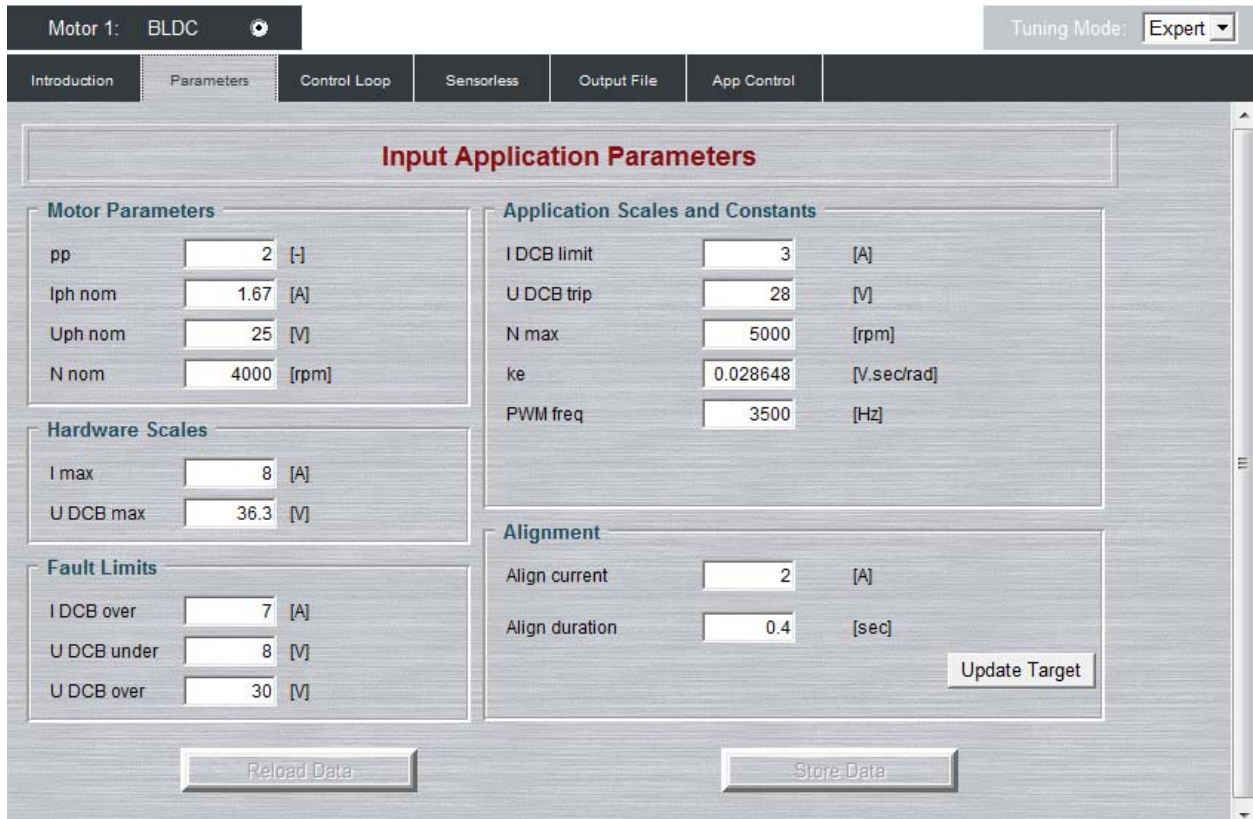 Motor 1: BLDC
Tuning Mode: Expert
Introduction Parameters Control Loop Sensorless Output File App Control
Input Application Parameters
Motor Parameters
pp 2 [-]
Iph nom 1.67 [A]
Uph nom 25 [V]
N nom 4000 [rpm]
Hardware Scales
I max 8 [A]
U DCB max 36.3 [V]
Fault Limits
I DCB over 7 [A]
U DCB under 8 [V]
U DCB over 30 [V]
Application Scales and Constants
I DCB limit 3 [A]
U DCB trip 28 [V]
N max 5000 [rpm]
ke 0.028648 [V.sec/rad]
PWM freq 3500 [Hz]
Alignment
Align current 2 [A]
Align duration 0.4 [sec]
Update Target
Reload Data
Store Data